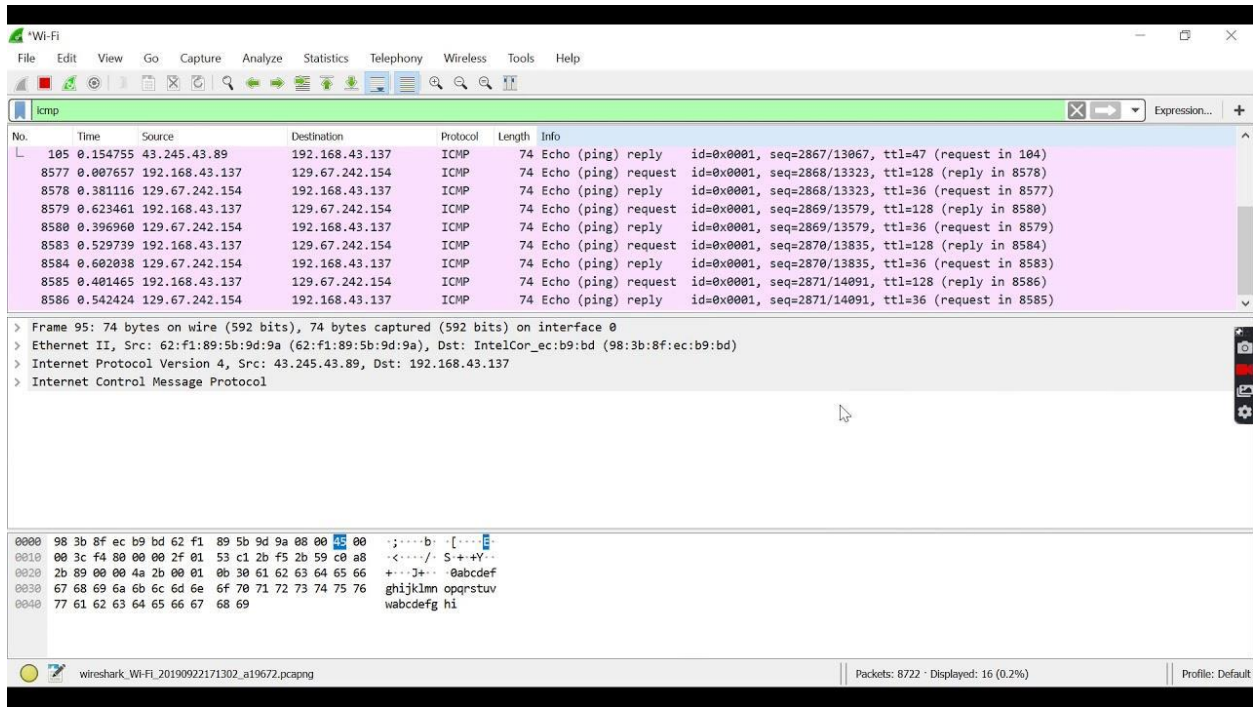 *Wi-Fi
File Edit View Go Capture Analyze Statistics Telephony Wireless Tools Help
icmp Expression... +
No. Time Source Destination Protocol Length Info
105 0.154755 43.245.43.89 192.168.43.137 ICMP 74 Echo (ping) reply id=0x0001, seq=2867/13067, ttl=47 (request in 104)
8577 0.007657 192.168.43.137 129.67.242.154 ICMP 74 Echo (ping) request id=0x0001, seq=2868/13323, ttl=128 (reply in 8578)
8578 0.381116 129.67.242.154 192.168.43.137 ICMP 74 Echo (ping) reply id=0x0001, seq=2868/13323, ttl=36 (request in 8577)
8579 0.623461 192.168.43.137 129.67.242.154 ICMP 74 Echo (ping) request id=0x0001, seq=2869/13579, ttl=128 (reply in 8580)
8580 0.396960 129.67.242.154 192.168.43.137 ICMP 74 Echo (ping) reply id=0x0001, seq=2869/13579, ttl=36 (request in 8579)
8583 0.529739 192.168.43.137 129.67.242.154 ICMP 74 Echo (ping) request id=0x0001, seq=2870/13835, ttl=128 (reply in 8584)
8584 0.602038 129.67.242.154 192.168.43.137 ICMP 74 Echo (ping) reply id=0x0001, seq=2870/13835, ttl=36 (request in 8583)
8585 0.401465 192.168.43.137 129.67.242.154 ICMP 74 Echo (ping) request id=0x0001, seq=2871/14091, ttl=128 (reply in 8586)
8586 0.542424 129.67.242.154 192.168.43.137 ICMP 74 Echo (ping) reply id=0x0001, seq=2871/14091, ttl=36 (request in 8585)
> Frame 95: 74 bytes on wire (592 bits), 74 bytes captured (592 bits) on interface 0
> Ethernet II, Src: 62:f1:89:5b:9d:9a (62:f1:89:5b:9d:9a), Dst: IntelCor_ec:b9:bd (98:3b:8f:ec:b9:bd)
> Internet Protocol Version 4, Src: 43.245.43.89, Dst: 192.168.43.137
> Internet Control Message Protocol
0000 98 3b 8f ec b9 bd 62 f1 89 5b 9d 9a 08 00 45 00 ·;····b· ·[····E·
0010 00 3c f4 80 00 00 2f 01 53 c1 2b f5 2b 59 c0 a8 ·<····/· S·+·+Y··
0020 2b 89 00 00 4a 2b 00 01 0b 30 61 62 63 64 65 66 +···J+·· ·0abcdef
0030 67 68 69 6a 6b 6c 6d 6e 6f 70 71 72 73 74 75 76 ghijklmn opqrstuv
0040 77 61 62 63 64 65 66 67 68 69 wabcdefg hi
wireshark_Wi-Fi_20190922171302_a19672.pcapng Packets: 8722 · Displayed: 16 (0.2%) Profile: Default